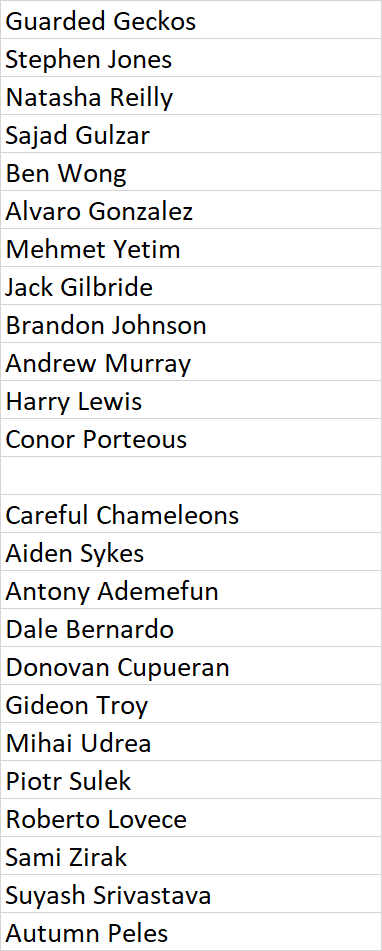 Guarded Geckos
Stephen Jones
Natasha Reilly
Sajad Gulzar
Ben Wong
Alvaro Gonzalez
Mehmet Yetim
Jack Gilbride
Brandon Johnson
Andrew Murray
Harry Lewis
Conor Porteous
Careful Chameleons
Aiden Sykes
Antony Ademefun
Dale Bernardo
Donovan Cupueran
Gideon Troy
Mihai Udrea
Piotr Sulek
Roberto Lovece
Sami Zirak
Suyash Srivastava
Autumn Peles